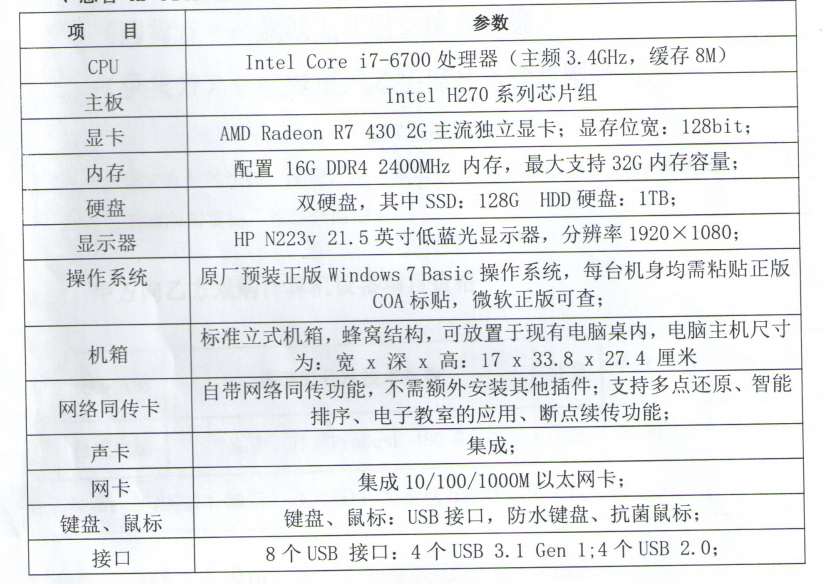 项 目 参数
CPU Intel Core i7-6700 处理器（主频 3.4GHz，缓存 8M）
主板 Intel H270 系列芯片组
显卡 AMD Radeon R7 430 2G 主流独立显卡；显存位宽：128bit；
内存 配置 16G DDR4 2400MHz 内存，最大支持 32G 内存容量；
硬盘 双硬盘，其中 SSD：128G HDD 硬盘：1TB；
显示器 HP N223v 21.5 英寸低蓝光显示器，分辨率 1920×1080；
操作系统 原厂预装正版 Windows 7 Basic 操作系统，每台机身均需粘贴正版
COA 标贴，微软正版可查；
机箱 标准立式机箱，蜂窝结构，可放置于现有电脑桌内，电脑主机尺寸
为：宽 x 深 x 高：17 x 33.8 x 27.4 厘米
网络同传卡 自带网络同传功能，不需额外安装其他插件；支持多点还原、智能
排序、电子教室的应用、断点续传功能；
声卡 集成；
网卡 集成 10/100/1000M 以太网卡；
键盘、鼠标 键盘、鼠标：USB 接口，防水键盘、抗菌鼠标；
接口 8 个 USB 接口：4 个 USB 3.1 Gen 1;4 个 USB 2.0；